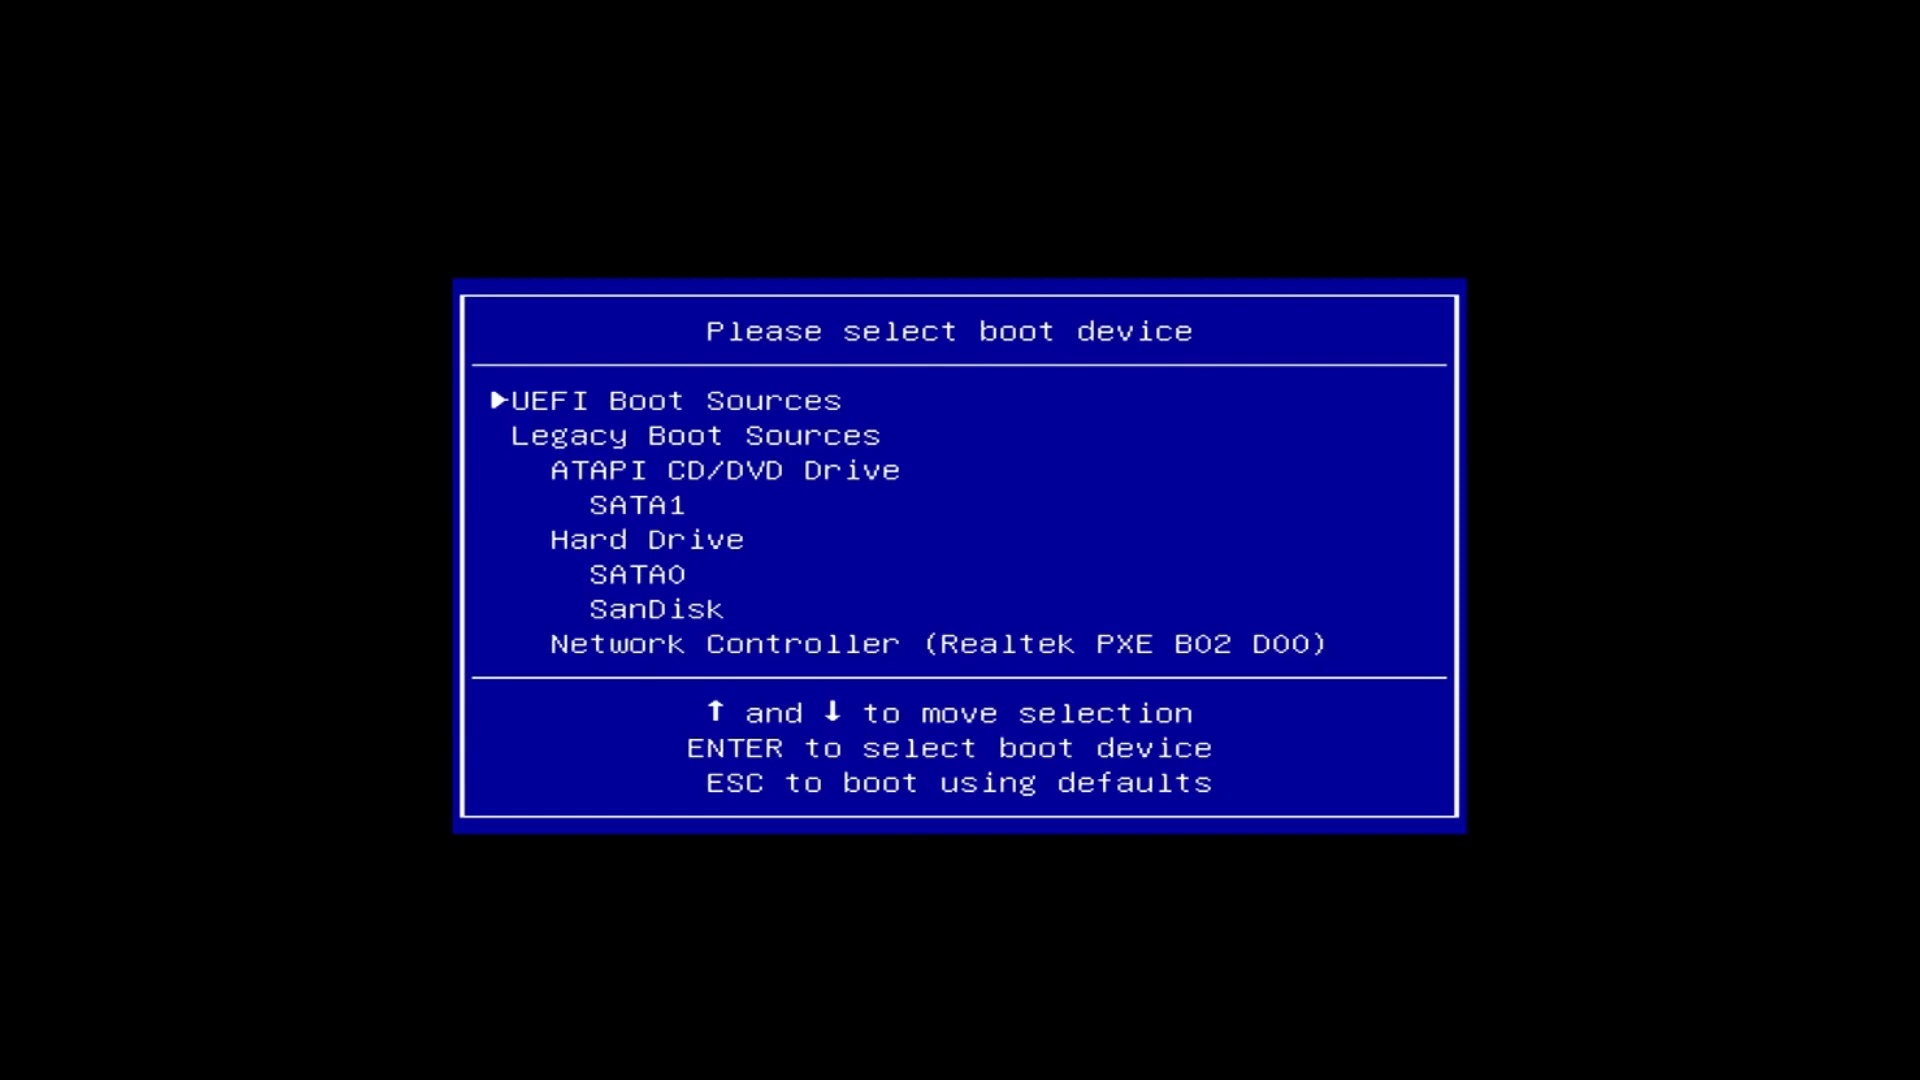 Please select boot device
►UEFI Boot Sources
Legacy Boot Sources
ATAPI CD/DVD Drive
SATA1
Hard Drive
SATA0
SanDisk
Network Controller (Realtek PXE B02 D00)
↑ and ↓ to move selection
ENTER to select boot device
ESC to boot using defaults